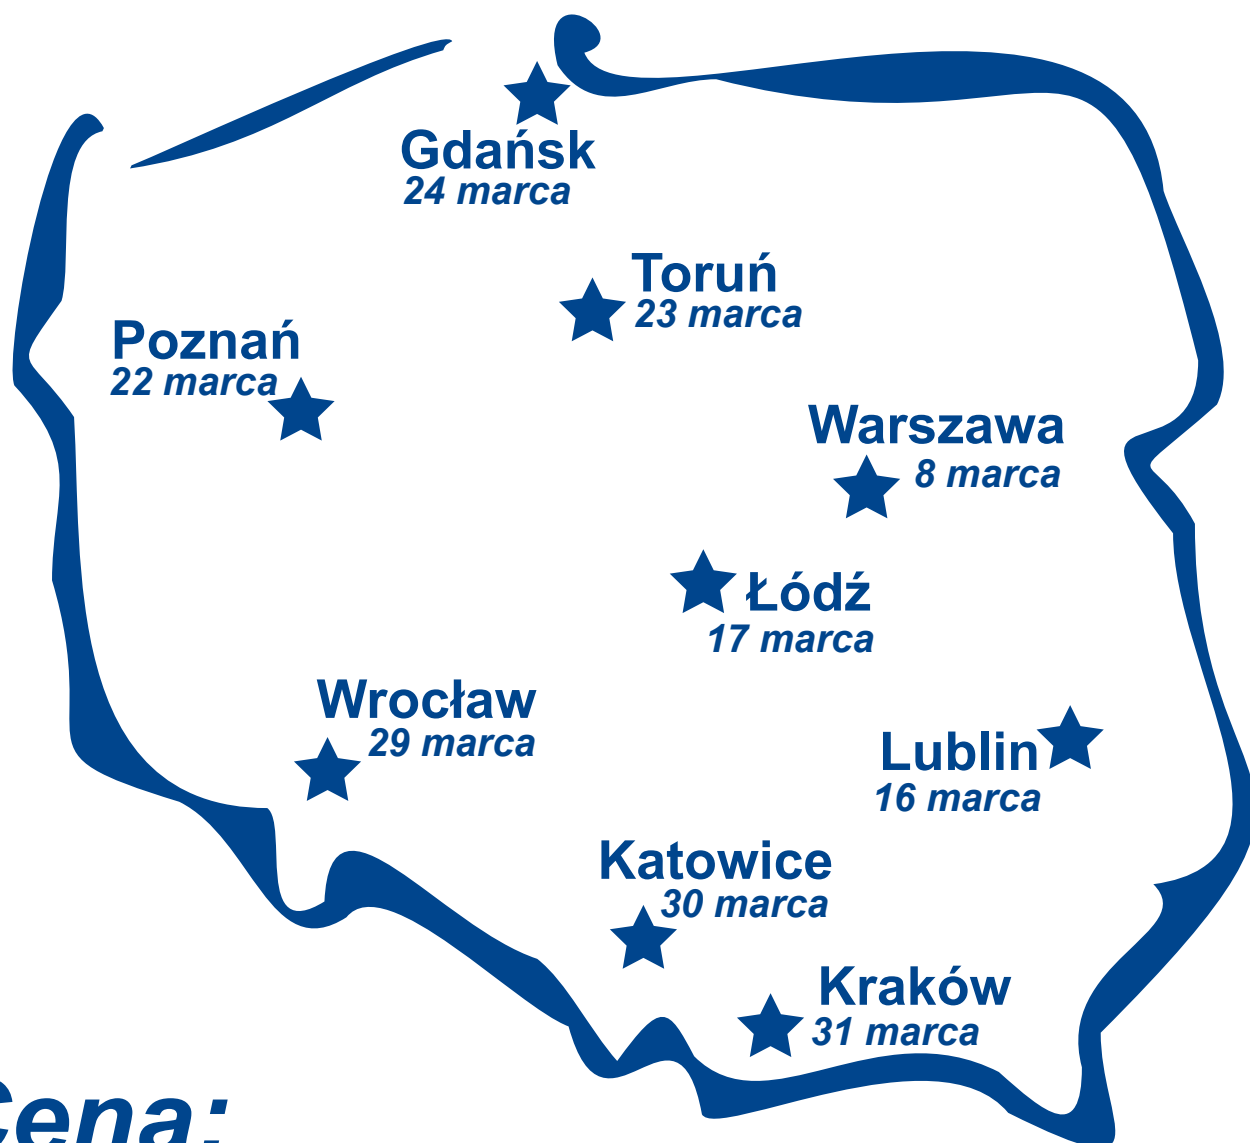 Gdańsk
24 marca
Toruń
23 marca
Poznań
22 marca
Warszawa
8 marca
Łódź
17 marca
Wrocław
29 marca
Lublin
16 marca
Katowice
30 marca
Kraków
31 marca
Cena: